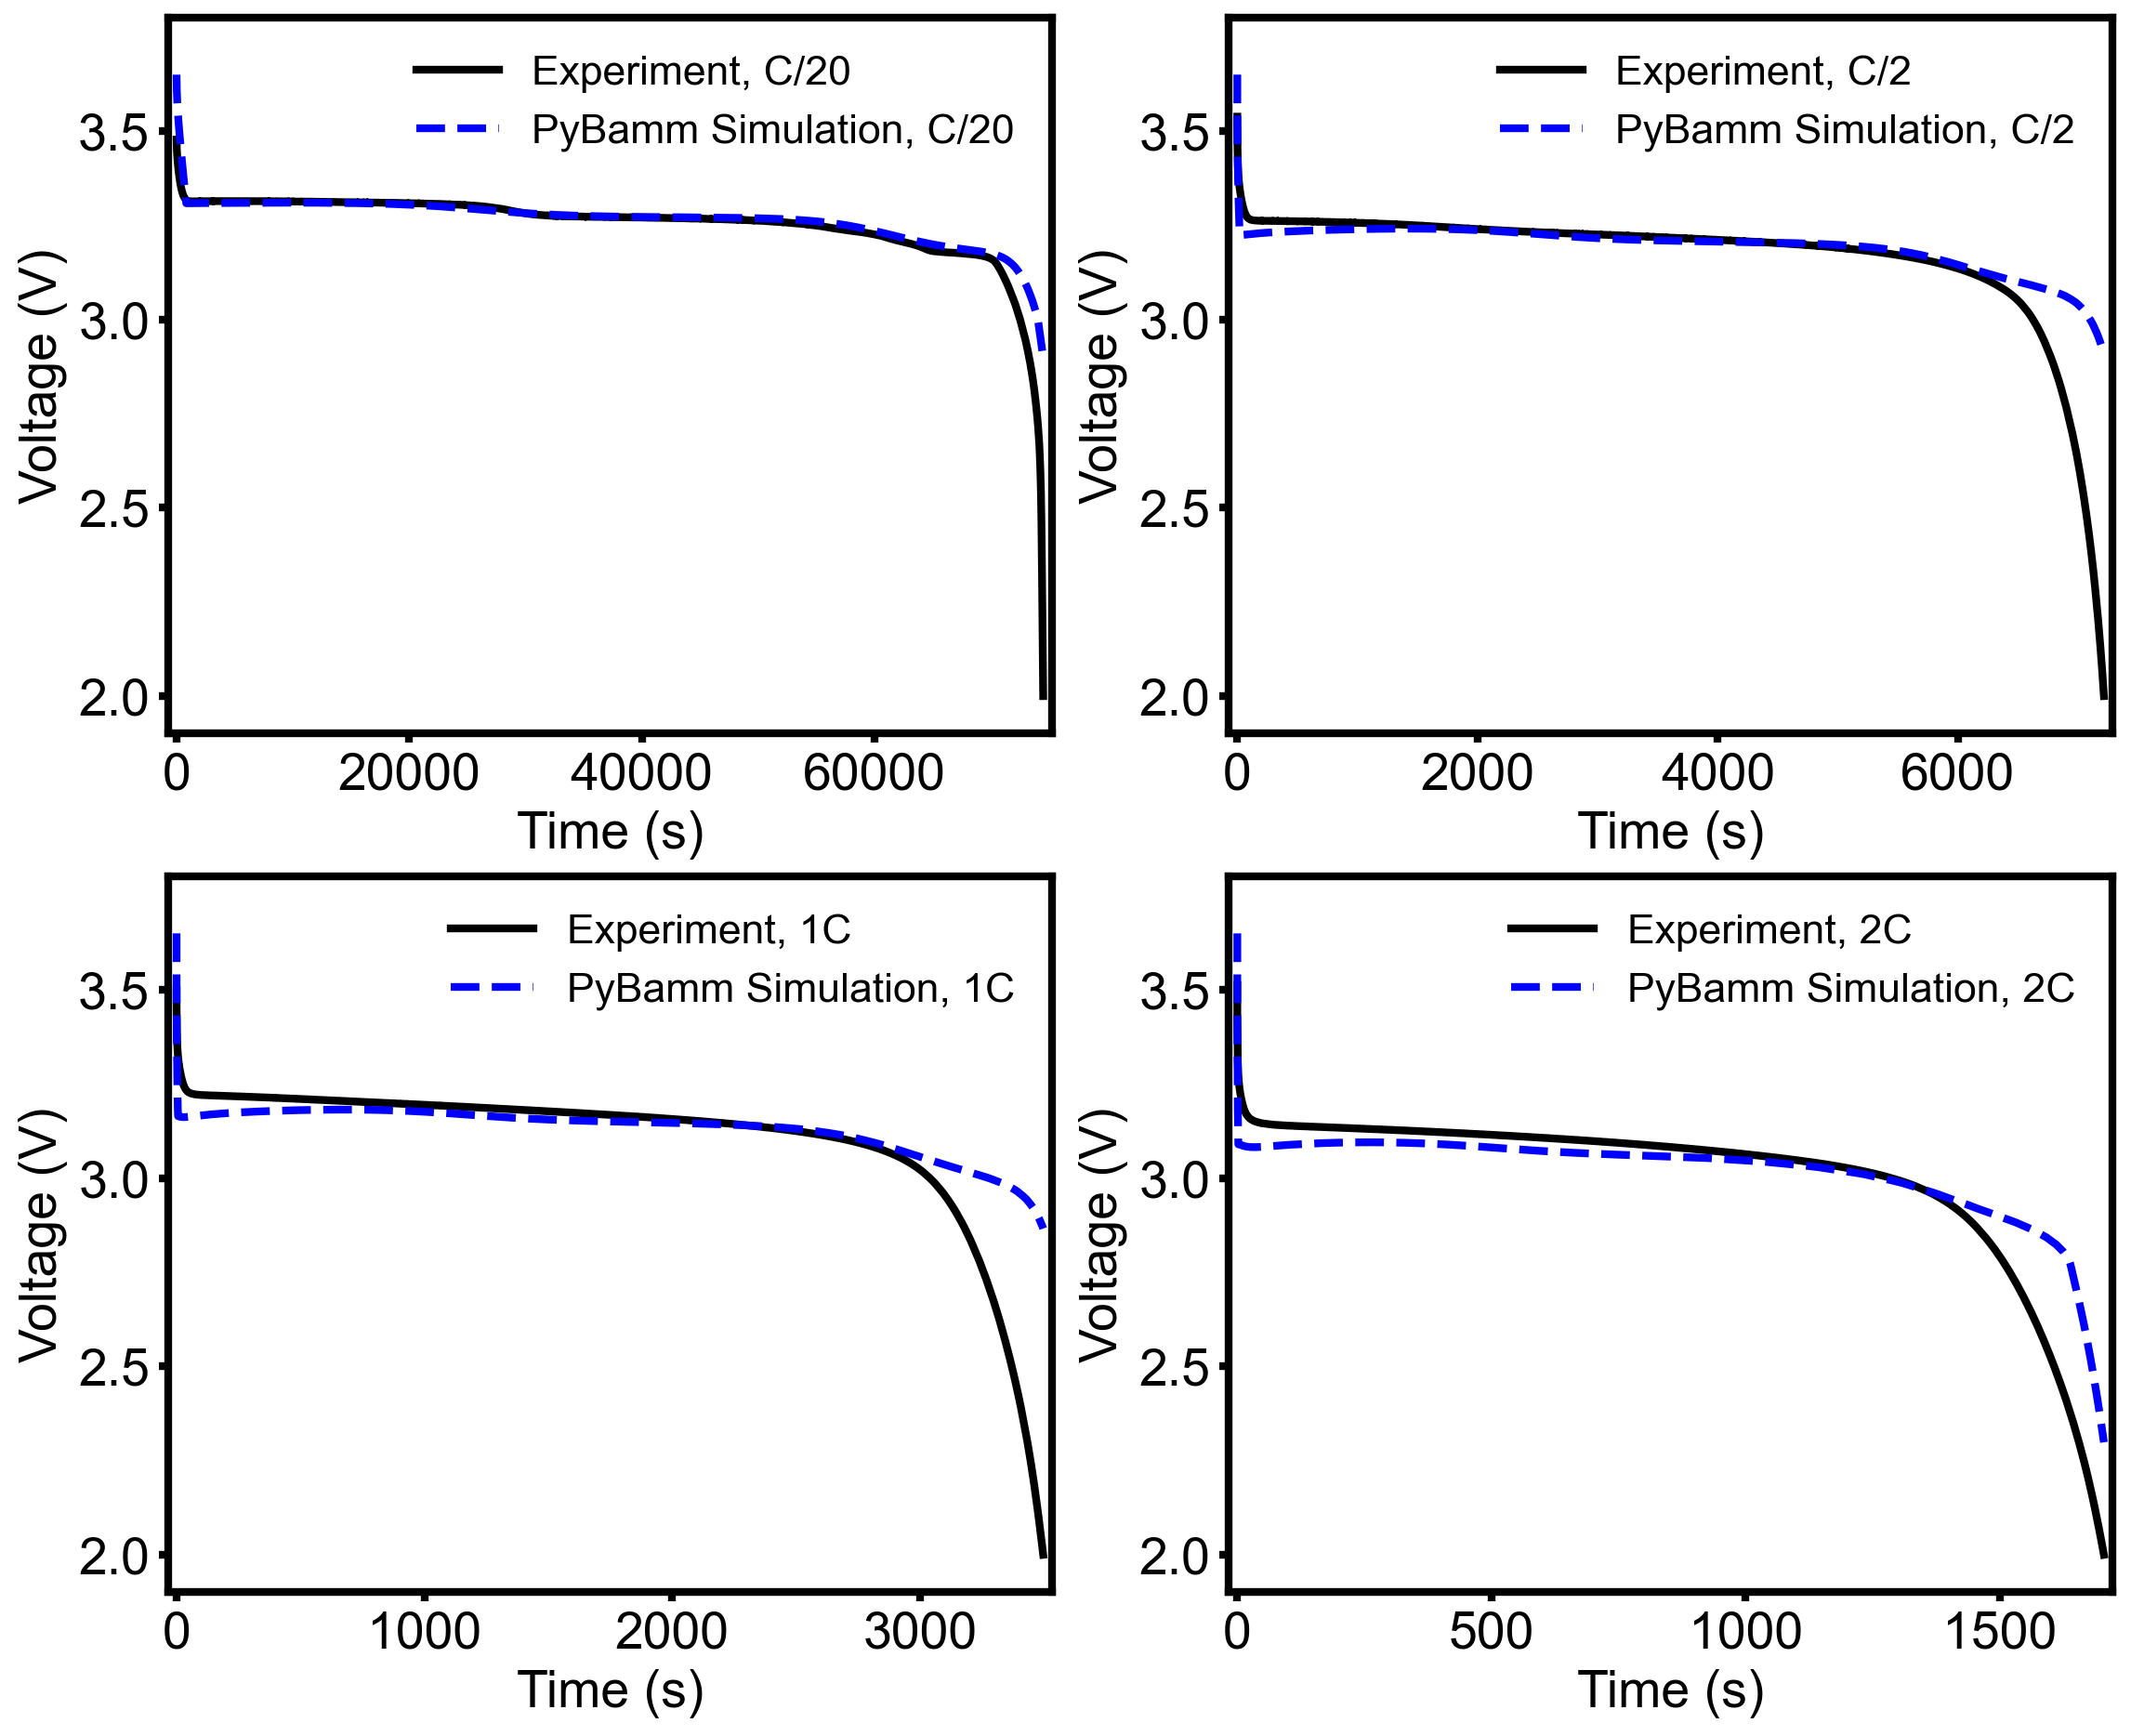 Experiment, C/20
PyBamm Simulation, C/20
3.5
3.0
2.5
2.0
Voltage (V)
0 20000 40000 60000
Time (s)
Experiment, C/2
PyBamm Simulation, C/2
3.5
3.0
2.5
2.0
Voltage (V)
0 2000 4000 6000
Time (s)
Experiment, 1C
PyBamm Simulation, 1C
3.5
3.0
2.5
2.0
Voltage (V)
0 1000 2000 3000
Time (s)
Experiment, 2C
PyBamm Simulation, 2C
3.5
3.0
2.5
2.0
Voltage (V)
0 500 1000 1500
Time (s)